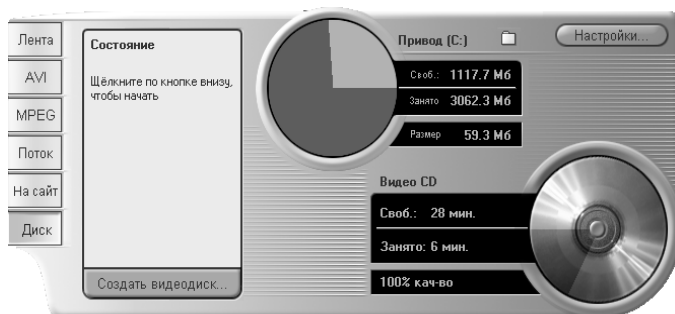 Лента
AVI
MPEG
Поток
На сайт
Диск
Состояние
Щёлкните по кнопке внизу,
чтобы начать
Создать видеодиск...
Привод (C:)
Настройки...
Своб.: 1117.7 Мб
Занято 3062.3 Мб
Размер 59.3 Мб
Видео CD
Своб.: 28 мин.
Занято: 6 мин.
100% кач-во